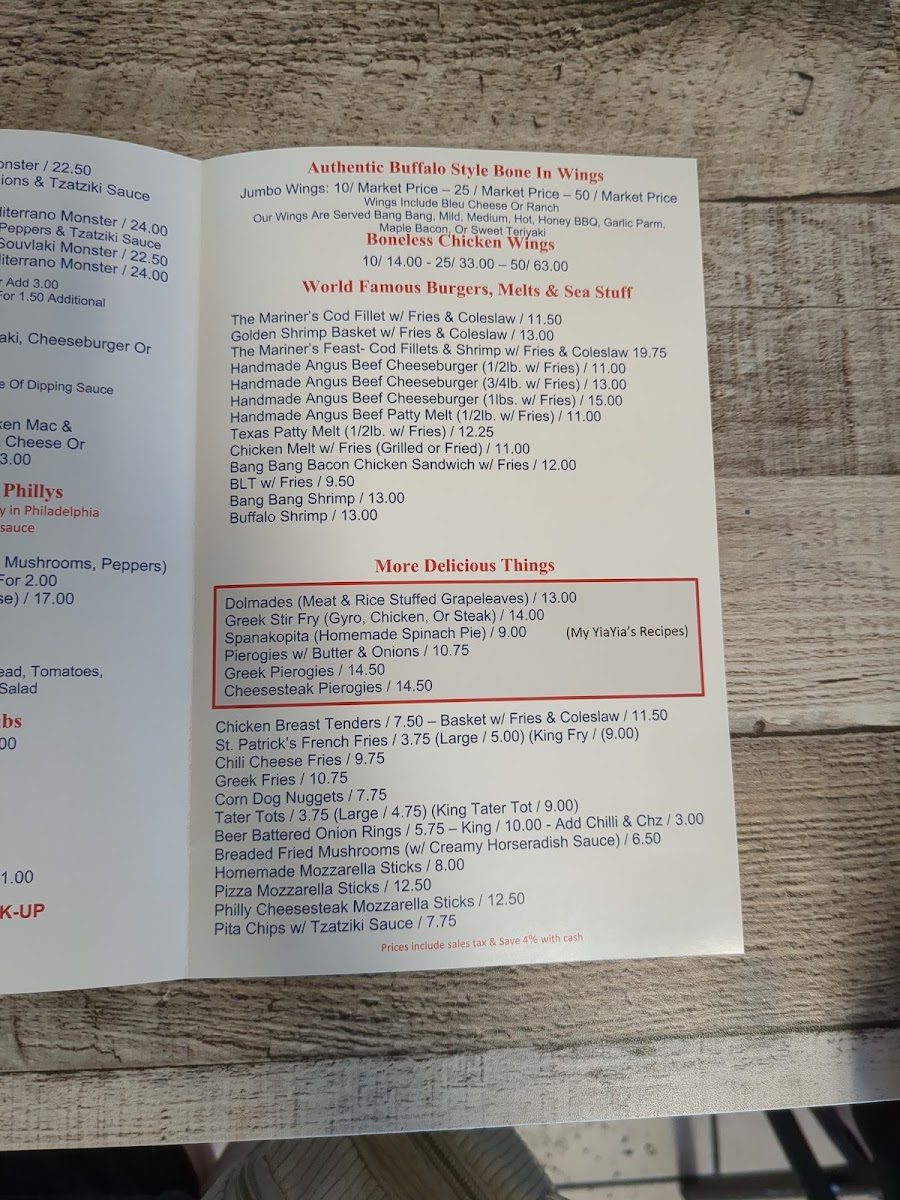 onster / 22.50
ions & Tzatziki Sauce
diterrano Monster / 24.00
Peppers & Tzatziki Sauce
Souvlaki Monster / 22.50
diterrano Monster / 24.00
Add 3.00
For 1.50 Additional
aki, Cheeseburger Or
e Of Dipping Sauce
ken Mac &
Cheese Or
3.00
Phillys
y in Philadelphia
sauce
Mushrooms, Peppers)
For 2.00
se) / 17.00
ead, Tomatoes,
Salad
bs
00
1.00
K-UP
Authentic Buffalo Style Bone In Wings
Jumbo Wings: 10/ Market Price – 25 / Market Price – 50 / Market Price
Wings Include Bleu Cheese Or Ranch
Our Wings Are Served Bang Bang, Mild, Medium, Hot, Honey BBQ, Garlic Parm,
Maple Bacon, Or Sweet Teriyaki
Boneless Chicken Wings
10/ 14.00 - 25/ 33.00 – 50/ 63.00
World Famous Burgers, Melts & Sea Stuff
The Mariner's Cod Fillet w/ Fries & Coleslaw / 11.50
Golden Shrimp Basket w/ Fries & Coleslaw / 13.00
The Mariner's Feast- Cod Fillets & Shrimp w/ Fries & Coleslaw 19.75
Handmade Angus Beef Cheeseburger (1/2lb. w/ Fries) / 11.00
Handmade Angus Beef Cheeseburger (3/4lb. w/ Fries) / 13.00
Handmade Angus Beef Cheeseburger (1lbs. w/ Fries) / 15.00
Handmade Angus Beef Patty Melt (1/2lb. w/ Fries) / 11.00
Texas Patty Melt (1/2lb. w/ Fries) / 12.25
Chicken Melt w/ Fries (Grilled or Fried) / 11.00
Bang Bang Bacon Chicken Sandwich w/ Fries / 12.00
BLT w/ Fries / 9.50
Bang Bang Shrimp / 13.00
Buffalo Shrimp / 13.00
More Delicious Things
Dolmades (Meat & Rice Stuffed Grapeleaves) / 13.00
Greek Stir Fry (Gyro, Chicken, Or Steak) / 14.00
Spanakopita (Homemade Spinach Pie) / 9.00 (My YiaYia's Recipes)
Pierogies w/ Butter & Onions / 10.75
Greek Pierogies / 14.50
Cheesesteak Pierogies / 14.50
Chicken Breast Tenders / 7.50 – Basket w/ Fries & Coleslaw / 11.50
St. Patrick's French Fries / 3.75 (Large / 5.00) (King Fry / (9.00)
Chili Cheese Fries / 9.75
Greek Fries / 10.75
Corn Dog Nuggets / 7.75
Tater Tots / 3.75 (Large / 4.75) (King Tater Tot / 9.00)
Beer Battered Onion Rings / 5.75 – King / 10.00 - Add Chilli & Chz / 3.00
Breaded Fried Mushrooms (w/ Creamy Horseradish Sauce) / 6.50
Homemade Mozzarella Sticks / 8.00
Pizza Mozzarella Sticks / 12.50
Philly Cheesesteak Mozzarella Sticks / 12.50
Pita Chips w/ Tzatziki Sauce / 7.75
Prices include sales tax & Save 4% with cash